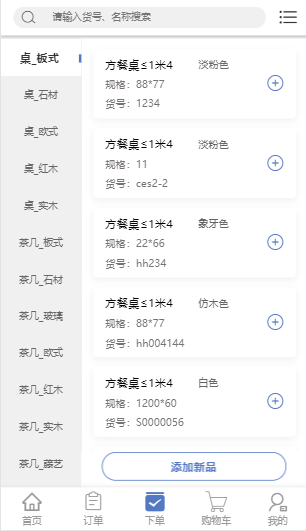 请输入货号、名称搜索
桌_板式
桌_石材
桌_欧式
桌_红木
桌_实木
茶几_板式
茶几_石材
茶几_玻璃
茶几_欧式
茶几_红木
茶几_实木
茶几_藤艺
方餐桌≤1米4 淡粉色
规格：88*77
货号：1234
方餐桌≤1米4 淡粉色
规格：11
货号：ces2-2
方餐桌≤1米4 象牙色
规格：22*66
货号：hh234
方餐桌≤1米4 仿木色
规格：88*77
货号：hh004144
方餐桌≤1米4 白色
规格：1200*60
货号：S0000056
添加新品
首页 订单 下单 购物车 我的